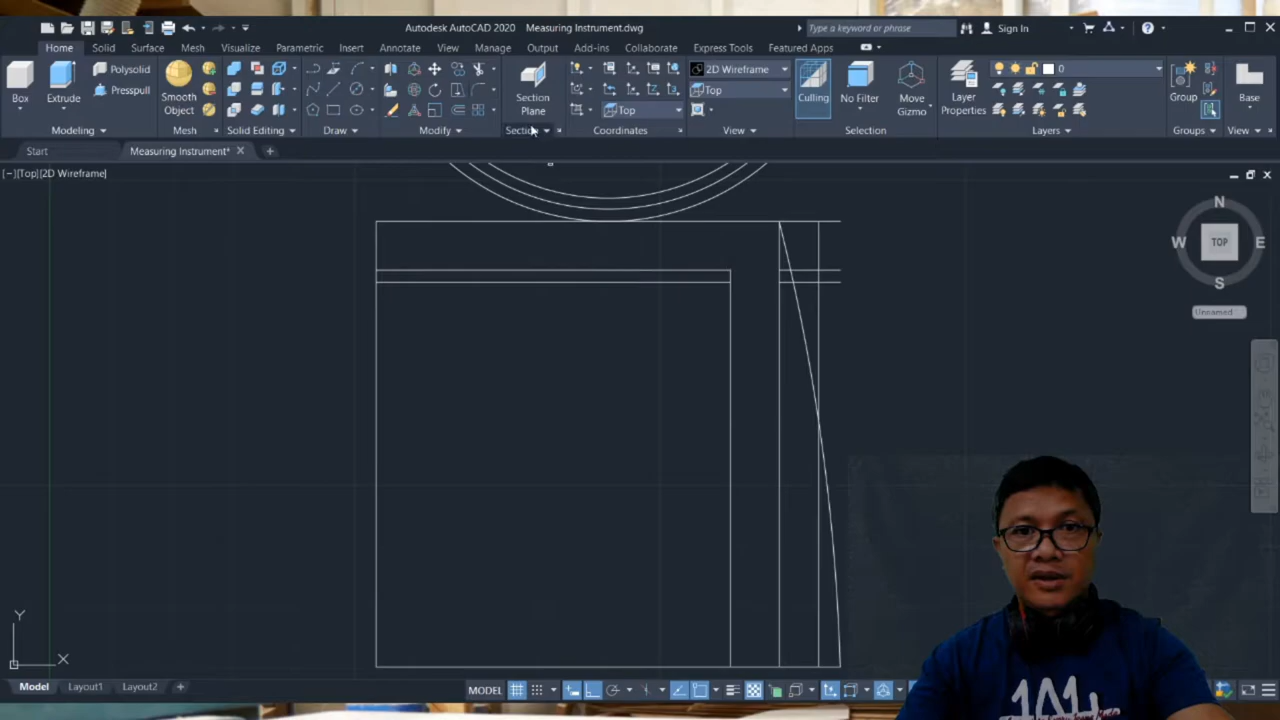 Autodesk AutoCAD 2020 Measuring Instrument.dwg
Type a keyword or phrase
Sign In
Home Solid Surface Mesh Visualize Parametric Insert Annotate View Manage Output Add-ins Collaborate Express Tools Featured Apps
Box
Extrude
Polysolid
Presspull
Smooth
Object
Section
Plane
2D Wireframe
Top
Top
Culling
No Filter
Move
Gizmo
Layer
Properties
0
Group
Base
Modeling Mesh Solid Editing Draw Modify Section Coordinates View Selection Layers Groups View
Start Measuring Instrument*
[−][Top][2D Wireframe]
N
W TOP E
S
Unnamed
Y
X
Model Layout1 Layout2
MODEL
101